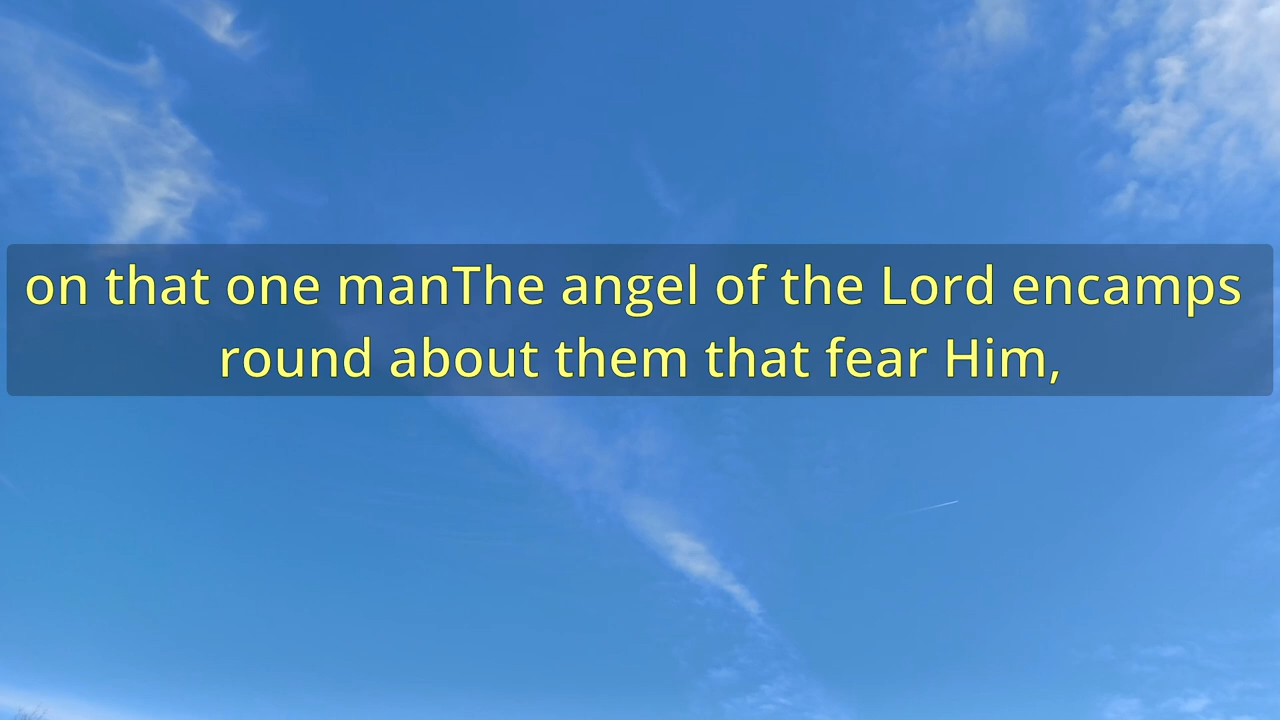 on that one manThe angel of the Lord encamps
round about them that fear Him,